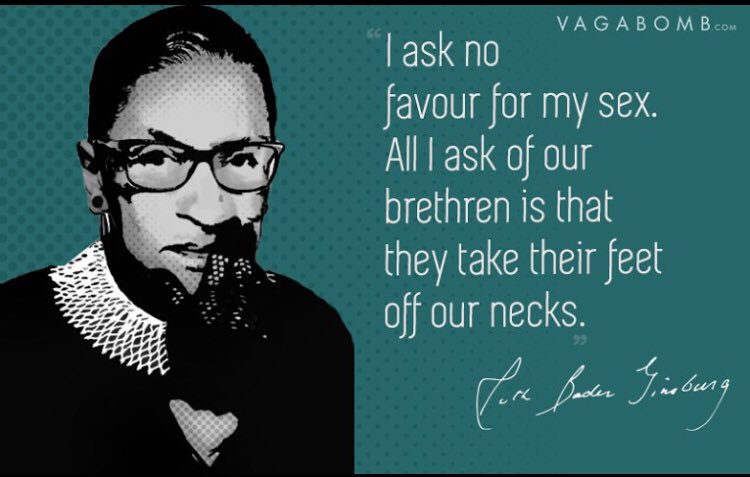 VAGABOMB.COM
“I ask no
favour for my sex.
All I ask of our
brethren is that
they take their feet
off our necks.
”
Ruth Bader Ginsburg